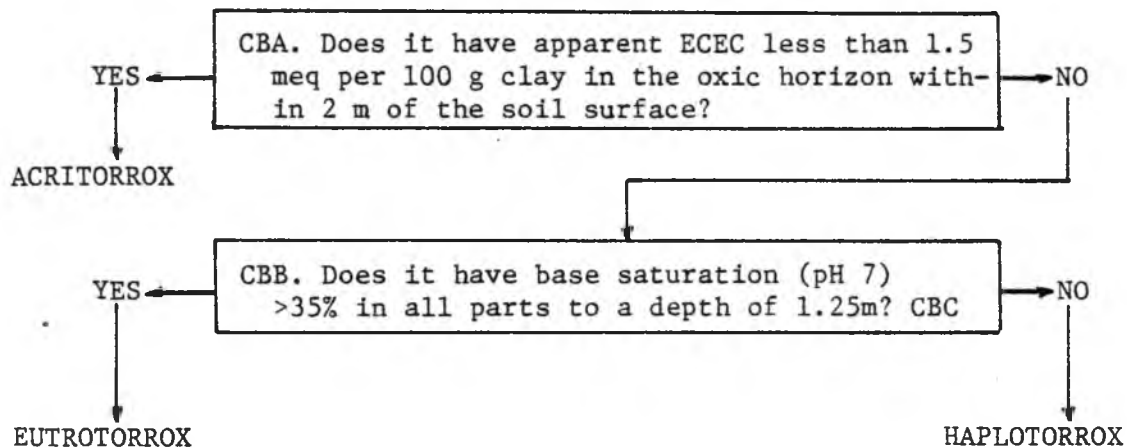 CBA. Does it have apparent ECEC less than 1.5
YES
meq per 100 g clay in the oxic horizon with-
NO
in 2 m of the soil surface?
ACRITORROX
CBB. Does it have base saturation (pH 7)
YES
>35% in all parts to a depth of 1.25m? CBC
NO
EUTROTORROX
HAPLOTORROX